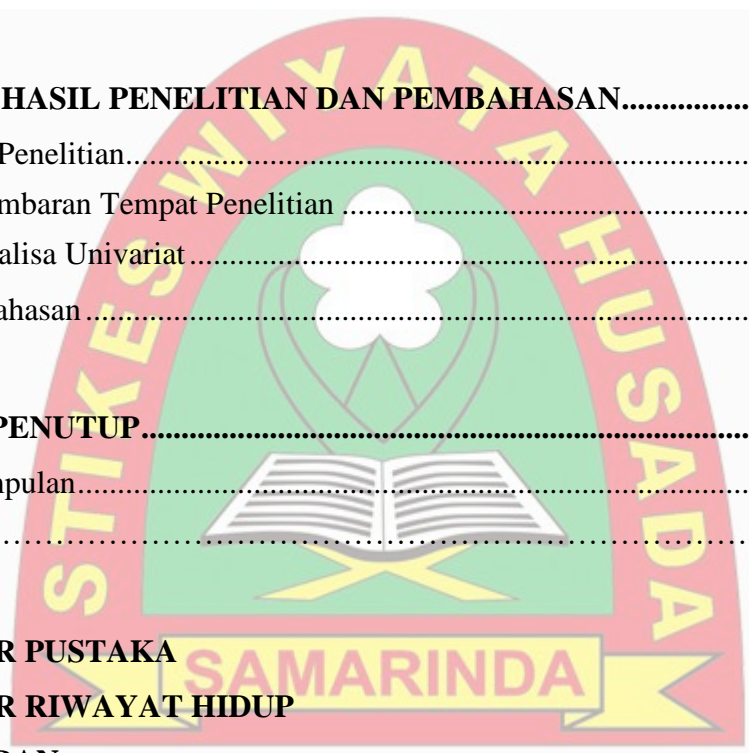 HASIL PENELITIAN DAN PEMBAHASAN................
Penelitian..........................................................................
mbaran Tempat Penelitian ................................................
alisa Univariat ..................................................................
ahasan ..............................................................................
PENUTUP.........................................................................
npulan..............................................................................
R PUSTAKA
R RIWAYAT HIDUP
STIKES WIYATA HUSADA
SAMARINDA